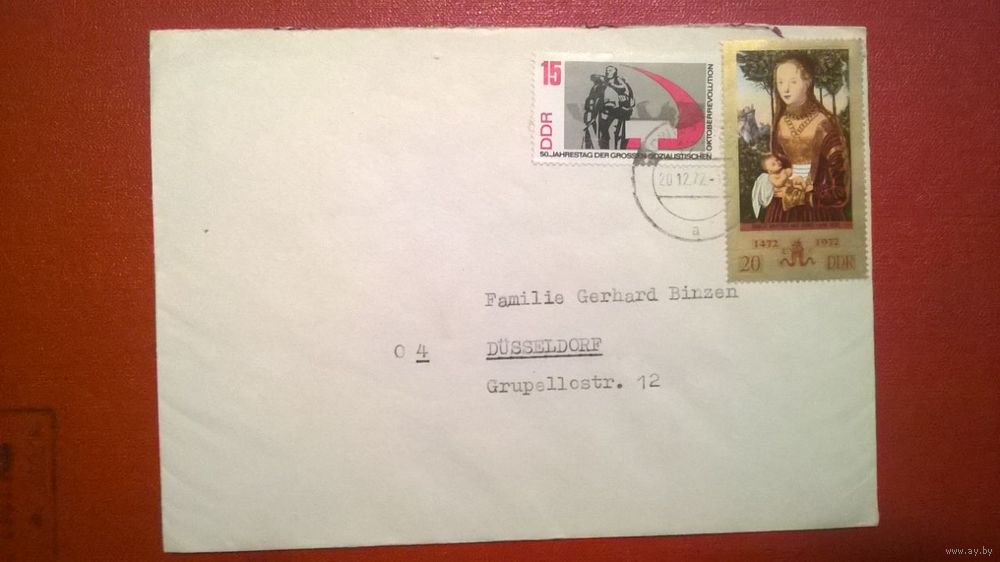 15
DDR
50. JAHRESTAG DER GROSSEN SOZIALISTISCHEN
OKTOBERREVOLUTION
1472 1972
20 DDR
20.12.72
a
Familie Gerhard Binzen
O 4 DÜSSELDORF
Grupellostr. 12
www.ay.by